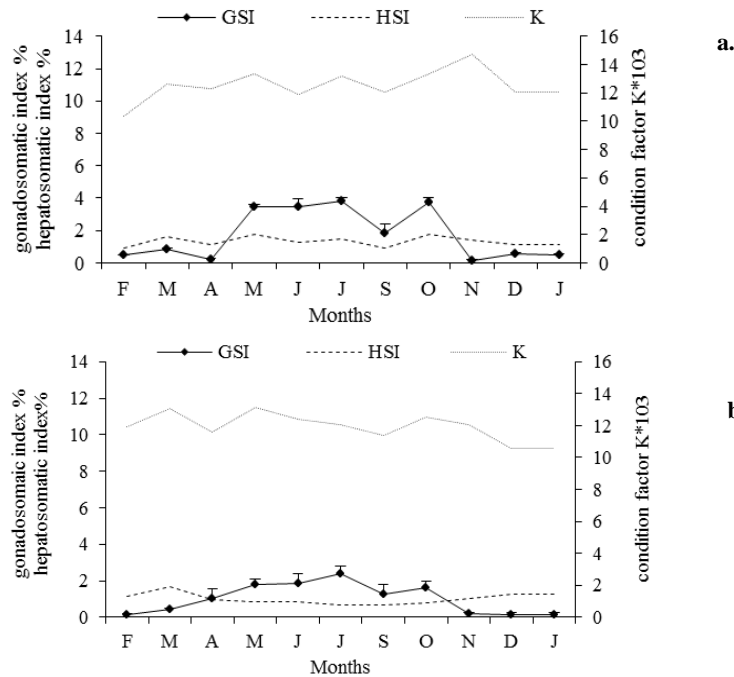 GSI HSI K
a.
gonadosomatic index %
hepatosomatic index %
14
12
10
8
6
4
2
0
16
14
12
10
8
6
4
2
0
condition factor K*103
F M A M J J S O N D J
Months
GSI HSI K
b
gonadosomaic index %
hepatosomatic index%
14
12
10
8
6
4
2
0
16
14
12
10
8
6
4
2
0
condition factor K*103
F M A M J J S O N D J
Months